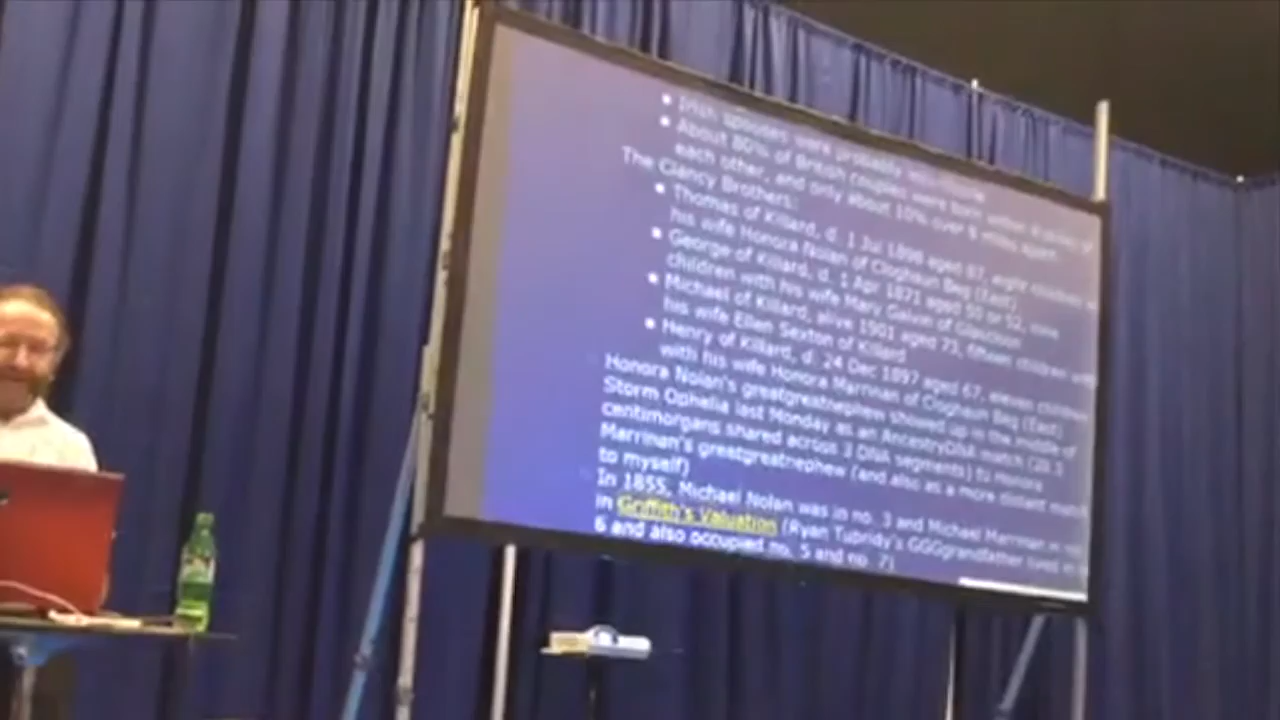 Irish spouses were probably
About 80% of British couples were born within 6 miles of
each other, and only about 10% over 9 miles apart.
The Clancy Brothers:
Thomas of Killard, d. 1 Jul 1898 aged 87, eight children
his wife Honora Nolan of Cloghaun Beg (East)
George of Killard, d. 1 Apr 1871 aged 50 or 52, nine
children with his wife Mary Galvin of
Michael of Killard, alive 1901 aged 73, fifteen children with
his wife Ellen Sexton of Killard
Henry of Killard, d. 24 Dec 1897 aged 67, eleven children
with his wife Honora Marrinan of Cloghaun Beg (East)
Honora Nolan's greatgreatnephew showed up in the middle of
Storm Ophelia last Monday as an AncestryDNA match (28.3
centimorgans shared across 3 DNA segments) to Honora
Marrinan's greatgreatnephew (and also as a more distant match
to myself)
In 1855, Michael Nolan was in no. 3 and Michael Marrinan in no.
in Griffith's Valuation (Ryan Tubridy's GGGgrandfather lived in
6 and also occupied no. 5 and no. 7)